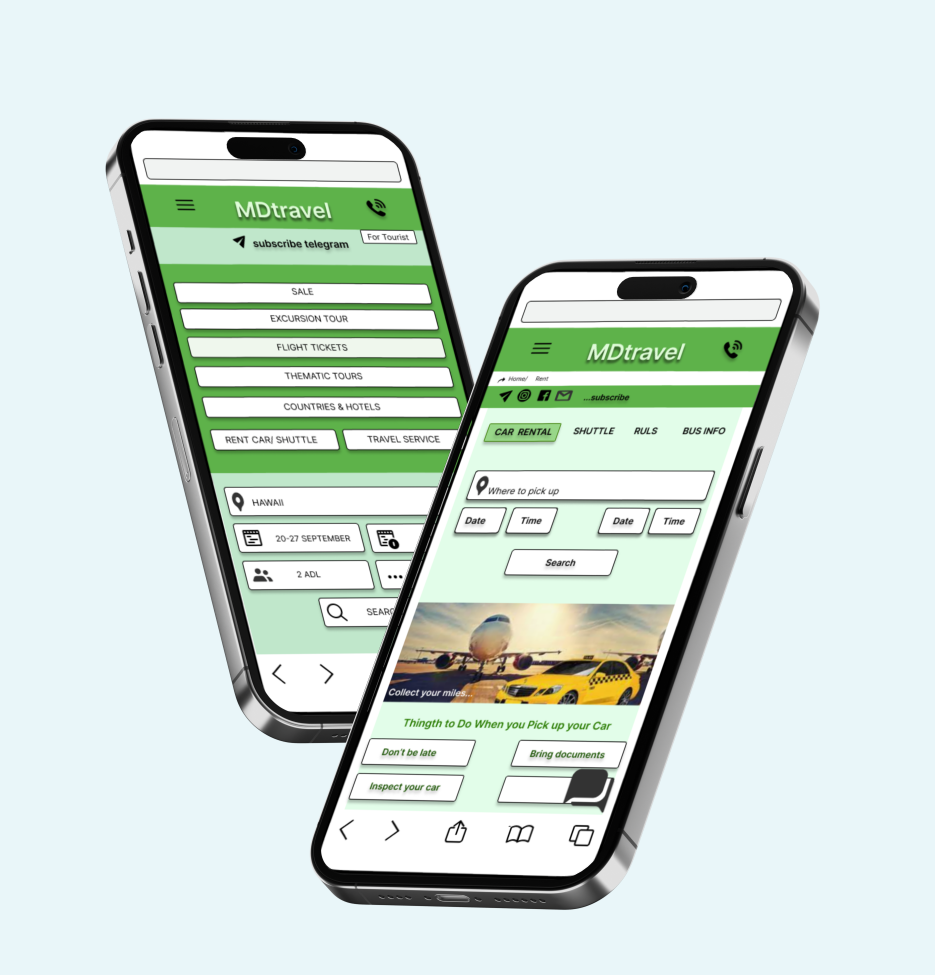 MDtravel
For Tourist
subscribe telegram
SALE
EXCURSION TOUR
FLIGHT TICKETS
THEMATIC TOURS
COUNTRIES & HOTELS
RENT CAR/ SHUTTLE
TRAVEL SERVICE
HAWAII
20-27 SEPTEMBER
2 ADL
SEARC
MDtravel
Home/ Rent
...subscribe
CAR RENTAL SHUTTLE RULS BUS INFO
Where to pick up
Date Time Date Time
Search
Collect your miles...
Thingth to Do When you Pick up your Car
Don't be late
Bring documents
Inspect your car